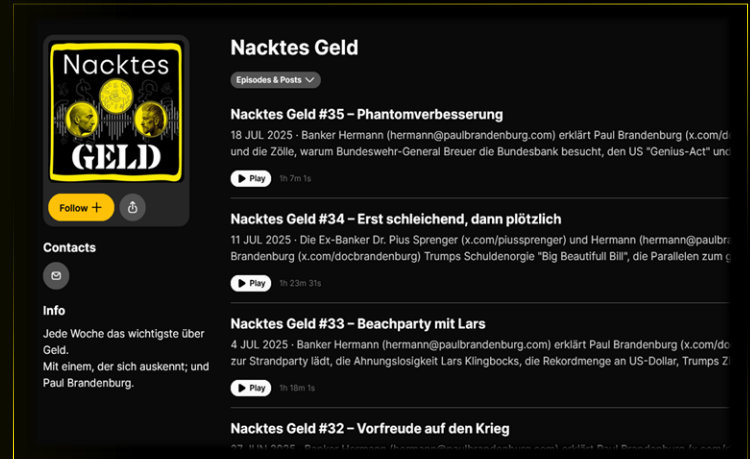 Nacktes
GELD
Follow +
Contacts
Info
Jede Woche das wichtigste über
Geld.
Mit einem, der sich auskennt; und
Paul Brandenburg.
Nacktes Geld
Episodes & Posts
Nacktes Geld #35 – Phantomverbesserung
18 JUL 2025 · Banker Hermann (hermann@paulbrandenburg.com) erklärt Paul Brandenburg
und die Zölle, warum Bundeswehr-General Breuer die Bundesbank besucht, den US "Genius-Act" und
Play
1h 7m 1s
Nacktes Geld #34 – Erst schleichend, dann plötzlich
11 JUL 2025 · Die Ex-Banker Dr. Pius Sprenger (x.com/piussprenger) und Hermann
Brandenburg (x.com/docbrandenburg) Trumps Schuldenorgie "Big Beautifull Bill", die Parallelen zum
Play
1h 23m 31s
Nacktes Geld #33 – Beachparty mit Lars
4 JUL 2025 · Banker Hermann (hermann@paulbrandenburg.com) erklärt Paul Brandenburg
zur Strandparty lädt, die Ahnungslosigkeit Lars Klingbocks, die Rekordmenge an US-Dollar, Trumps
Play
1h 18m 1s
Nacktes Geld #32 – Vorfreude auf den Krieg